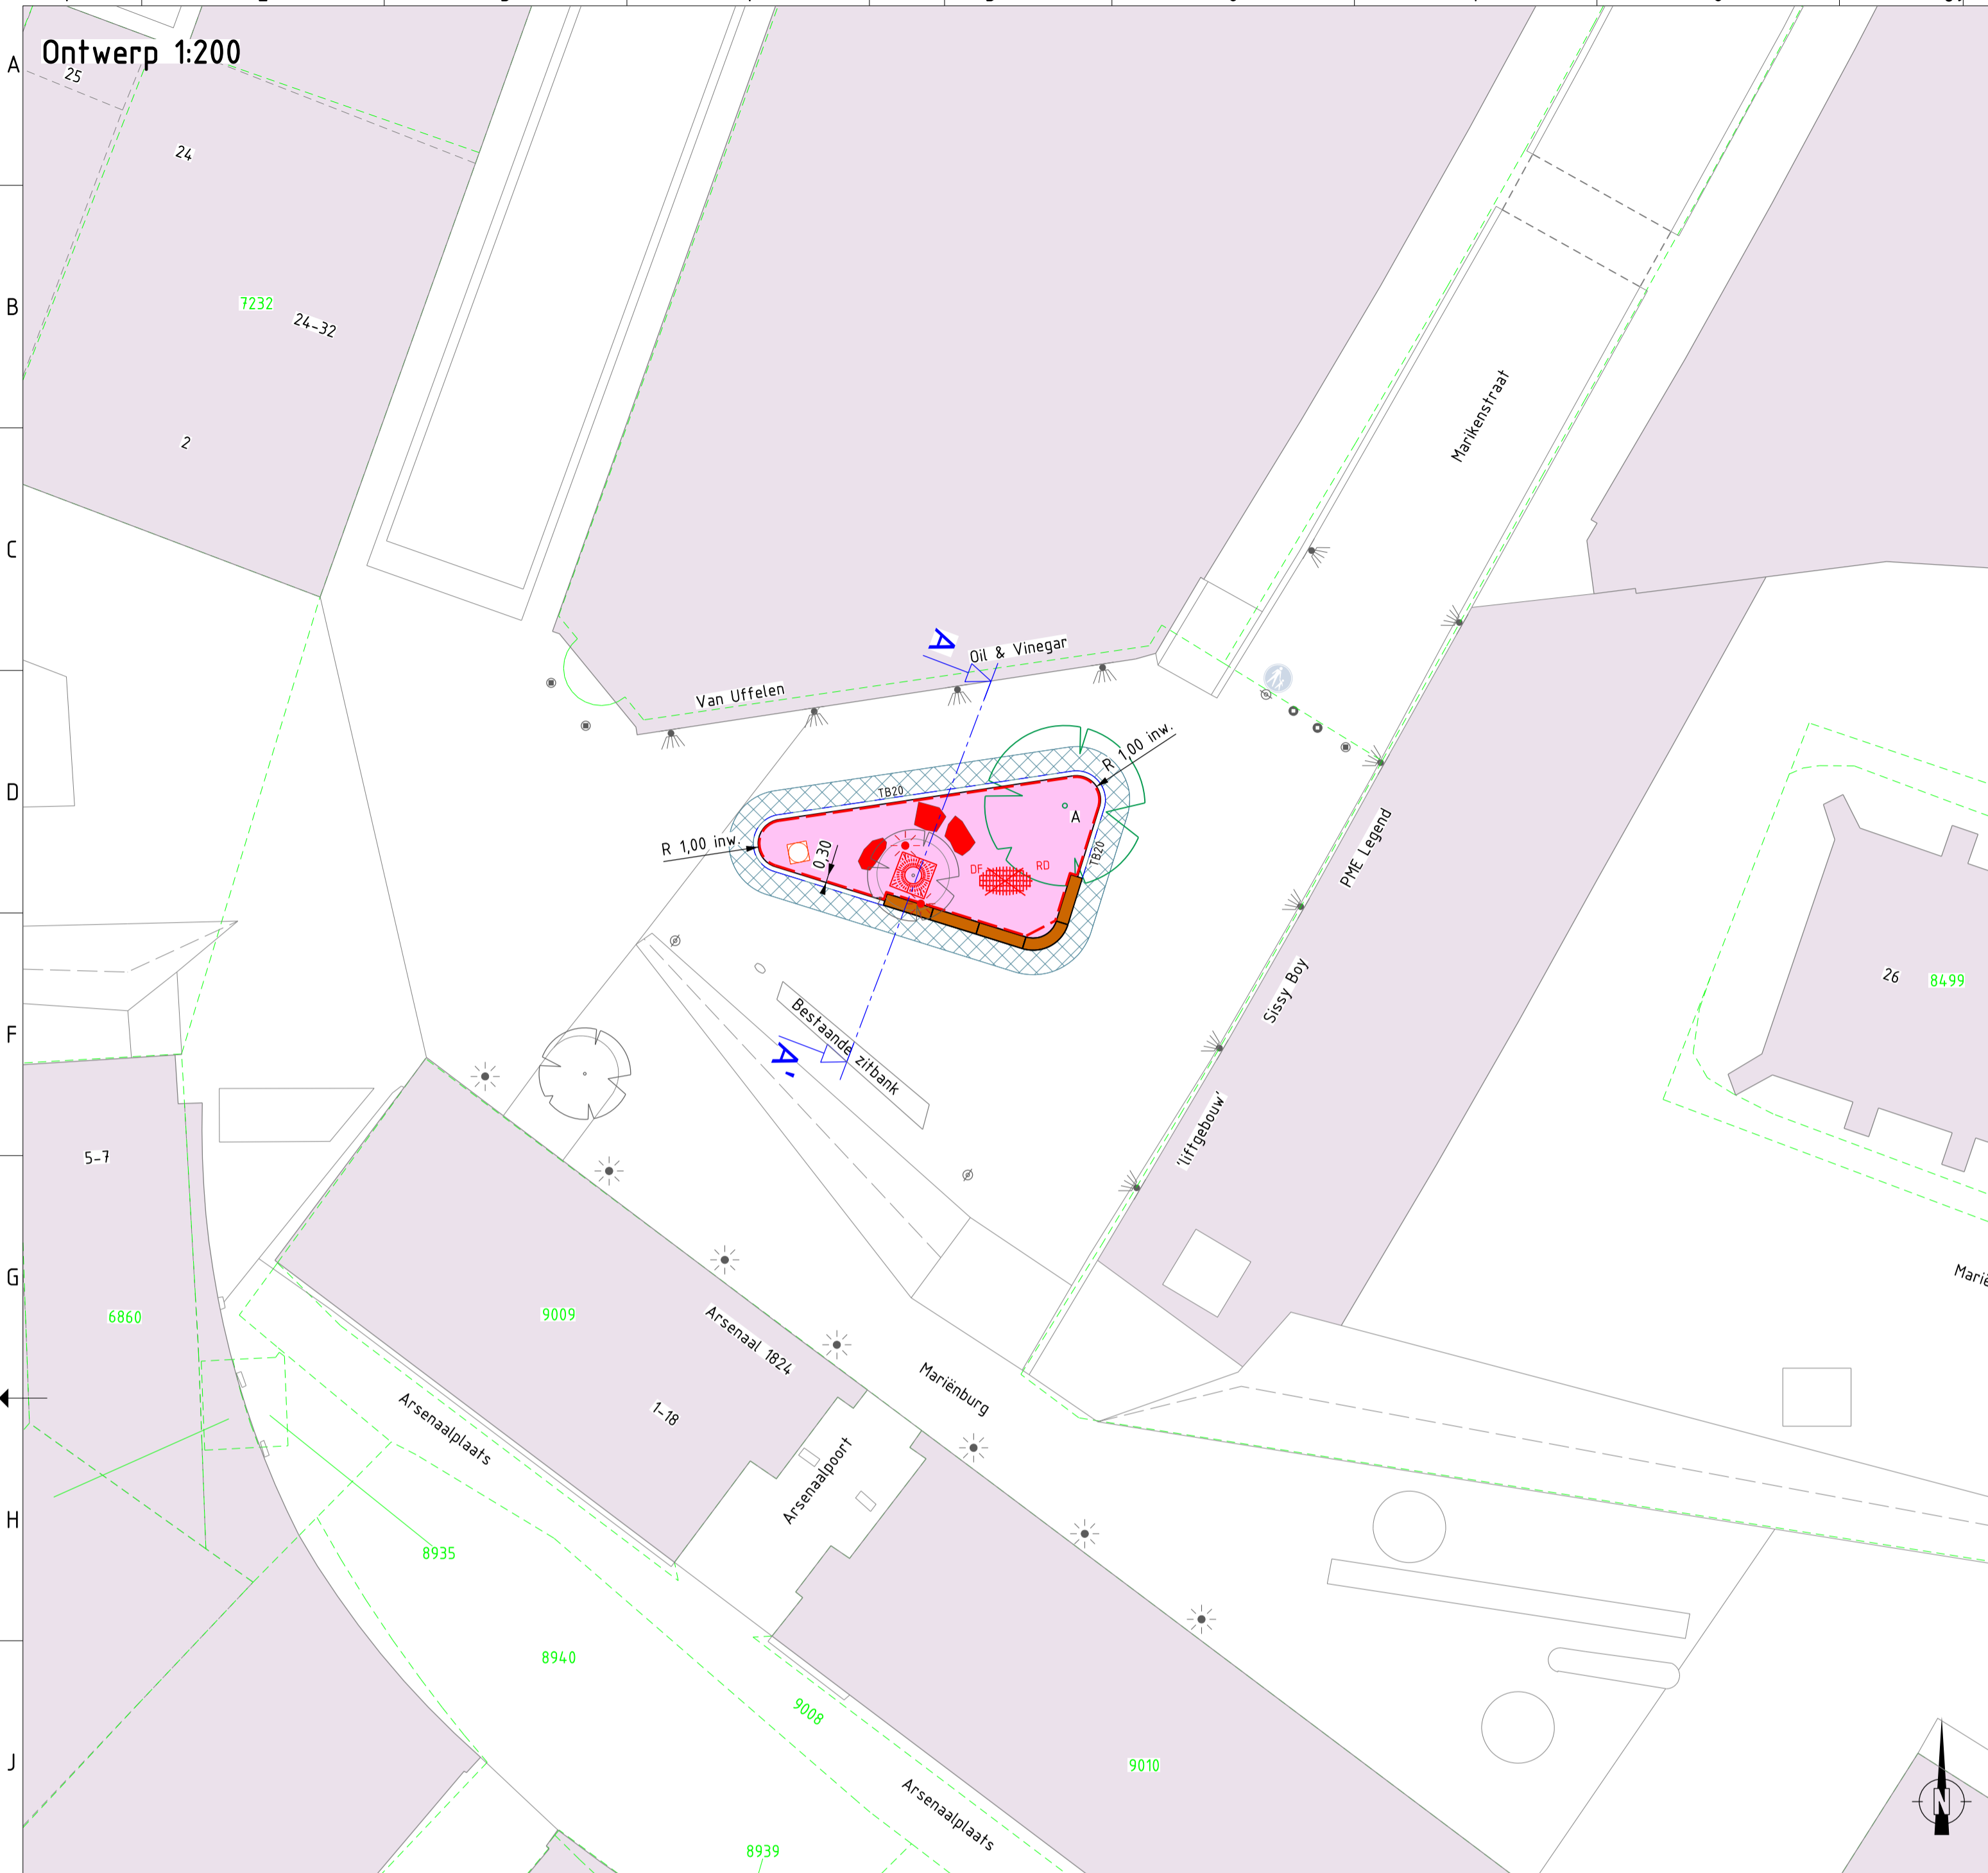 A
Ontwerp 1:200
25
24
B
7232
24-32
2
Marikenstraat
C
A
Oil & Vinegar
Van Uffelen
R 1,00 inw.
D
TB20
A
R 1,00 inw.
0.30
TB20
DF
RD
PME Legend
Sissy Boy
26
8499
F
Bestaande zitbank
A'
'liftgebouw'
5-7
G
6860
9009
Arsenaal 1824
Mariënburg
1-18
Arsenaalplaats
Arsenaalpoort
H
8935
8940
9008
J
9010
Arsenaalplaats
8939
N